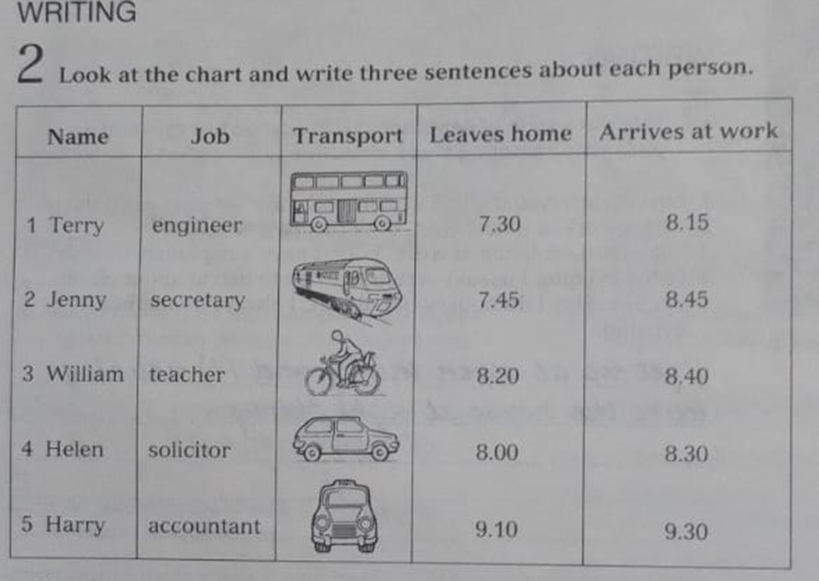 WRITING
2 Look at the chart and write three sentences about each person.
Name Job Transport Leaves home Arrives at work
1 Terry engineer 7.30 8.15
2 Jenny secretary 7.45 8.45
3 William teacher 8.20 8.40
4 Helen solicitor 8.00 8.30
5 Harry accountant 9.10 9.30